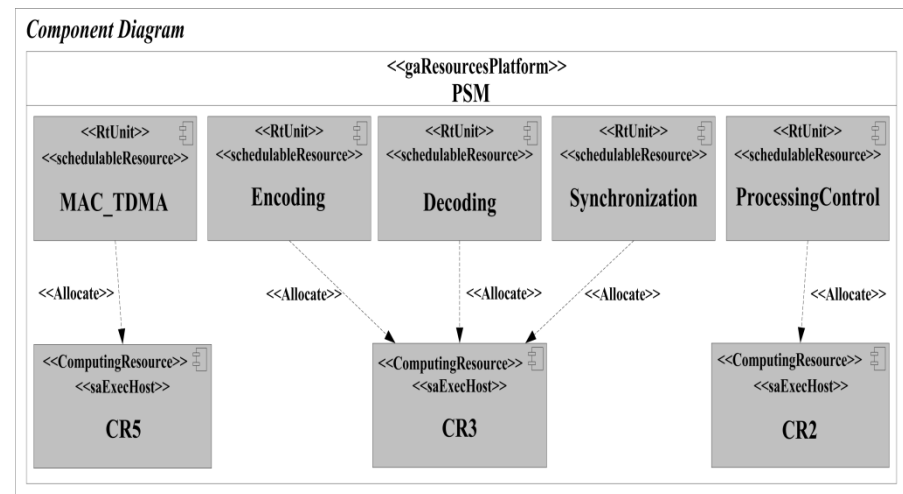 Component Diagram
<<gaResourcesPlatform>>
PSM
<<RtUnit>>
<<schedulableResource>>
MAC_TDMA
<<RtUnit>>
<<schedulableResource>>
Encoding
<<RtUnit>>
<<schedulableResource>>
Decoding
<<RtUnit>>
<<schedulableResource>>
Synchronization
<<RtUnit>>
<<schedulableResource>>
ProcessingControl
<<Allocate>>
<<Allocate>>
<<Allocate>>
<<Allocate>>
<<Allocate>>
<<ComputingResource>>
<<saExecHost>>
CR5
<<ComputingResource>>
<<saExecHost>>
CR3
<<ComputingResource>>
<<saExecHost>>
CR2